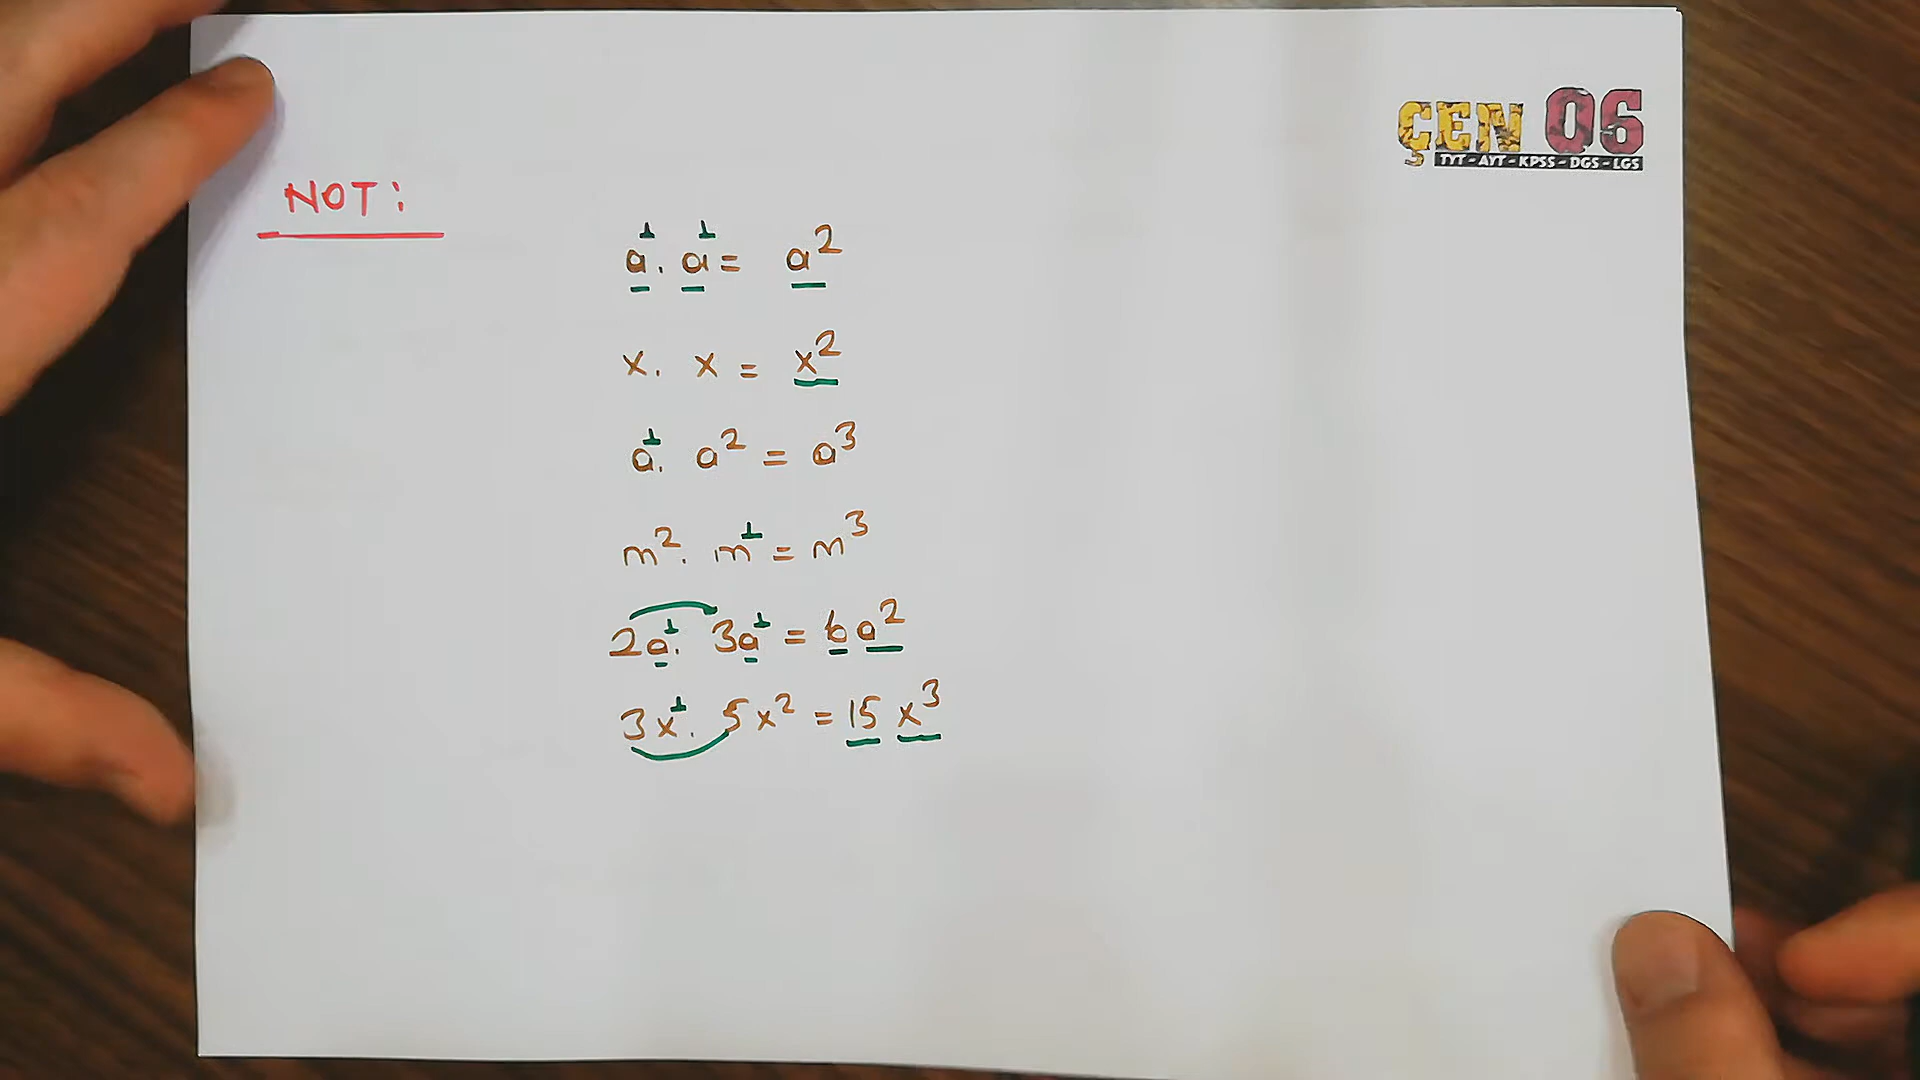 ÇEN 06
TYT - AYT - KPSS - DGS - LGS
NOT:
a¹. a¹ = a²
x. x = x²
a¹. a² = a³
m². m¹ = m³
2a¹. 3a¹ = 6a²
3x¹. 5x² = 15x³